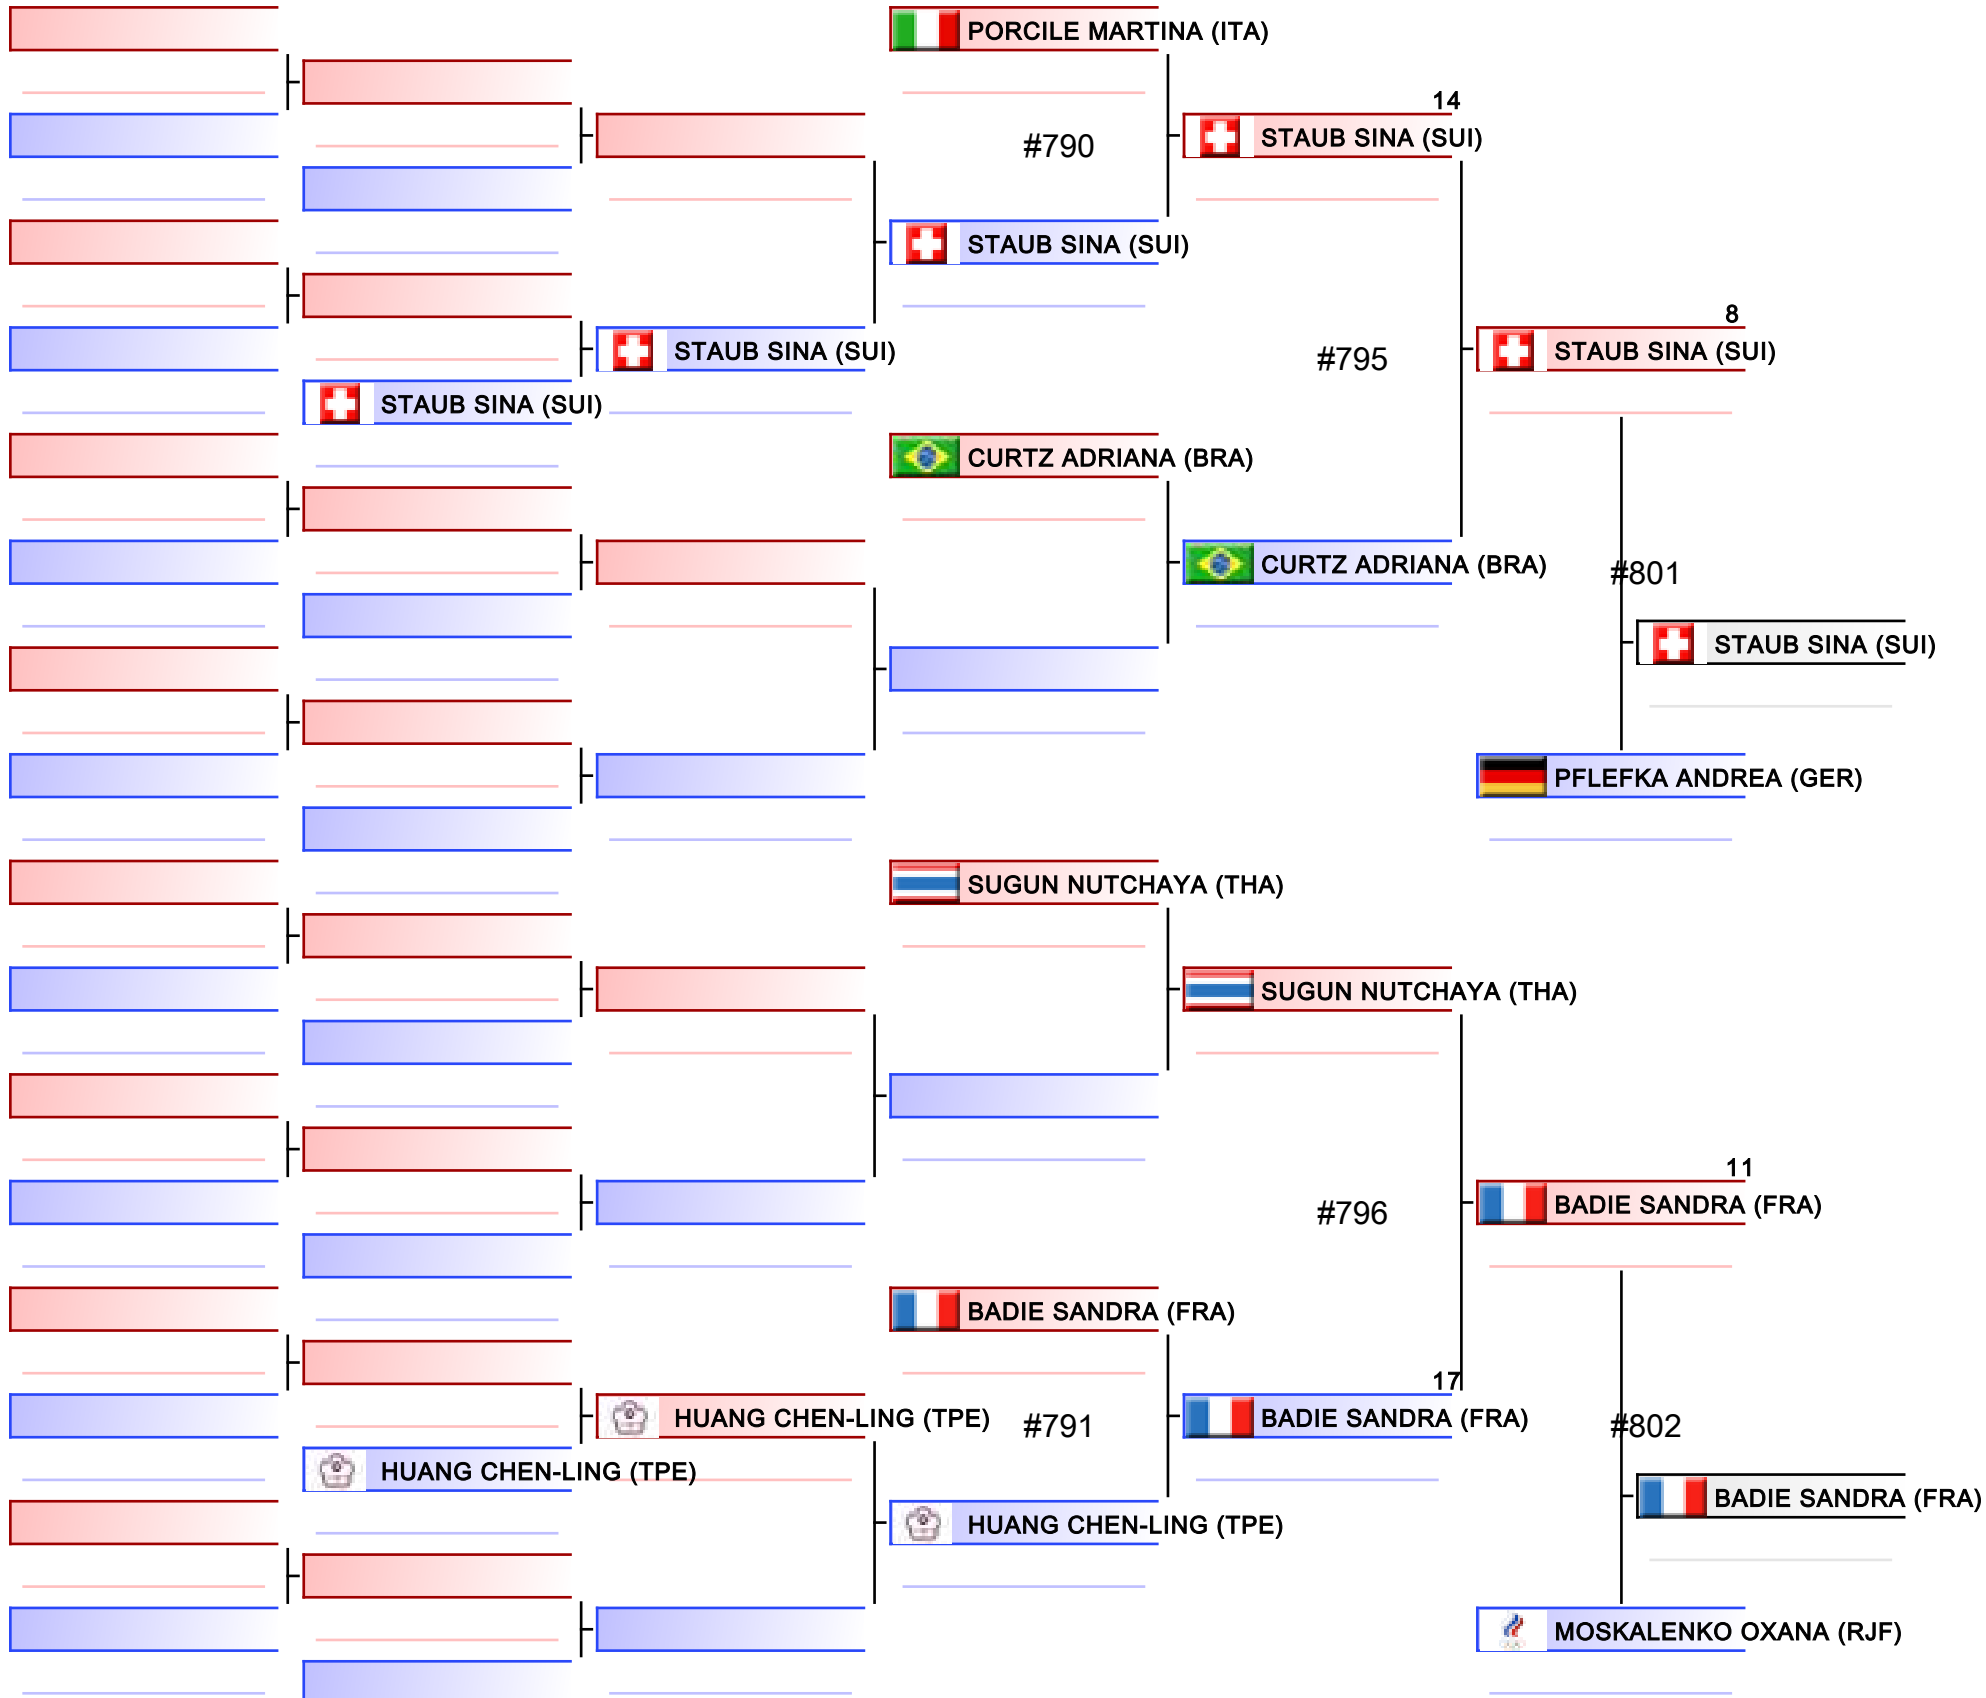 PORCILE MARTINA (ITA)
14
#790
STAUB SINA (SUI)
STAUB SINA (SUI)
8
STAUB SINA (SUI)
#795
STAUB SINA (SUI)
STAUB SINA (SUI)
CURTZ ADRIANA (BRA)
CURTZ ADRIANA (BRA)
#801
STAUB SINA (SUI)
PFLEFKA ANDREA (GER)
SUGUN NUTCHAYA (THA)
SUGUN NUTCHAYA (THA)
11
#796
BADIE SANDRA (FRA)
BADIE SANDRA (FRA)
17
HUANG CHEN-LING (TPE)
#791
BADIE SANDRA (FRA)
#802
HUANG CHEN-LING (TPE)
BADIE SANDRA (FRA)
HUANG CHEN-LING (TPE)
MOSKALENKO OXANA (RJF)